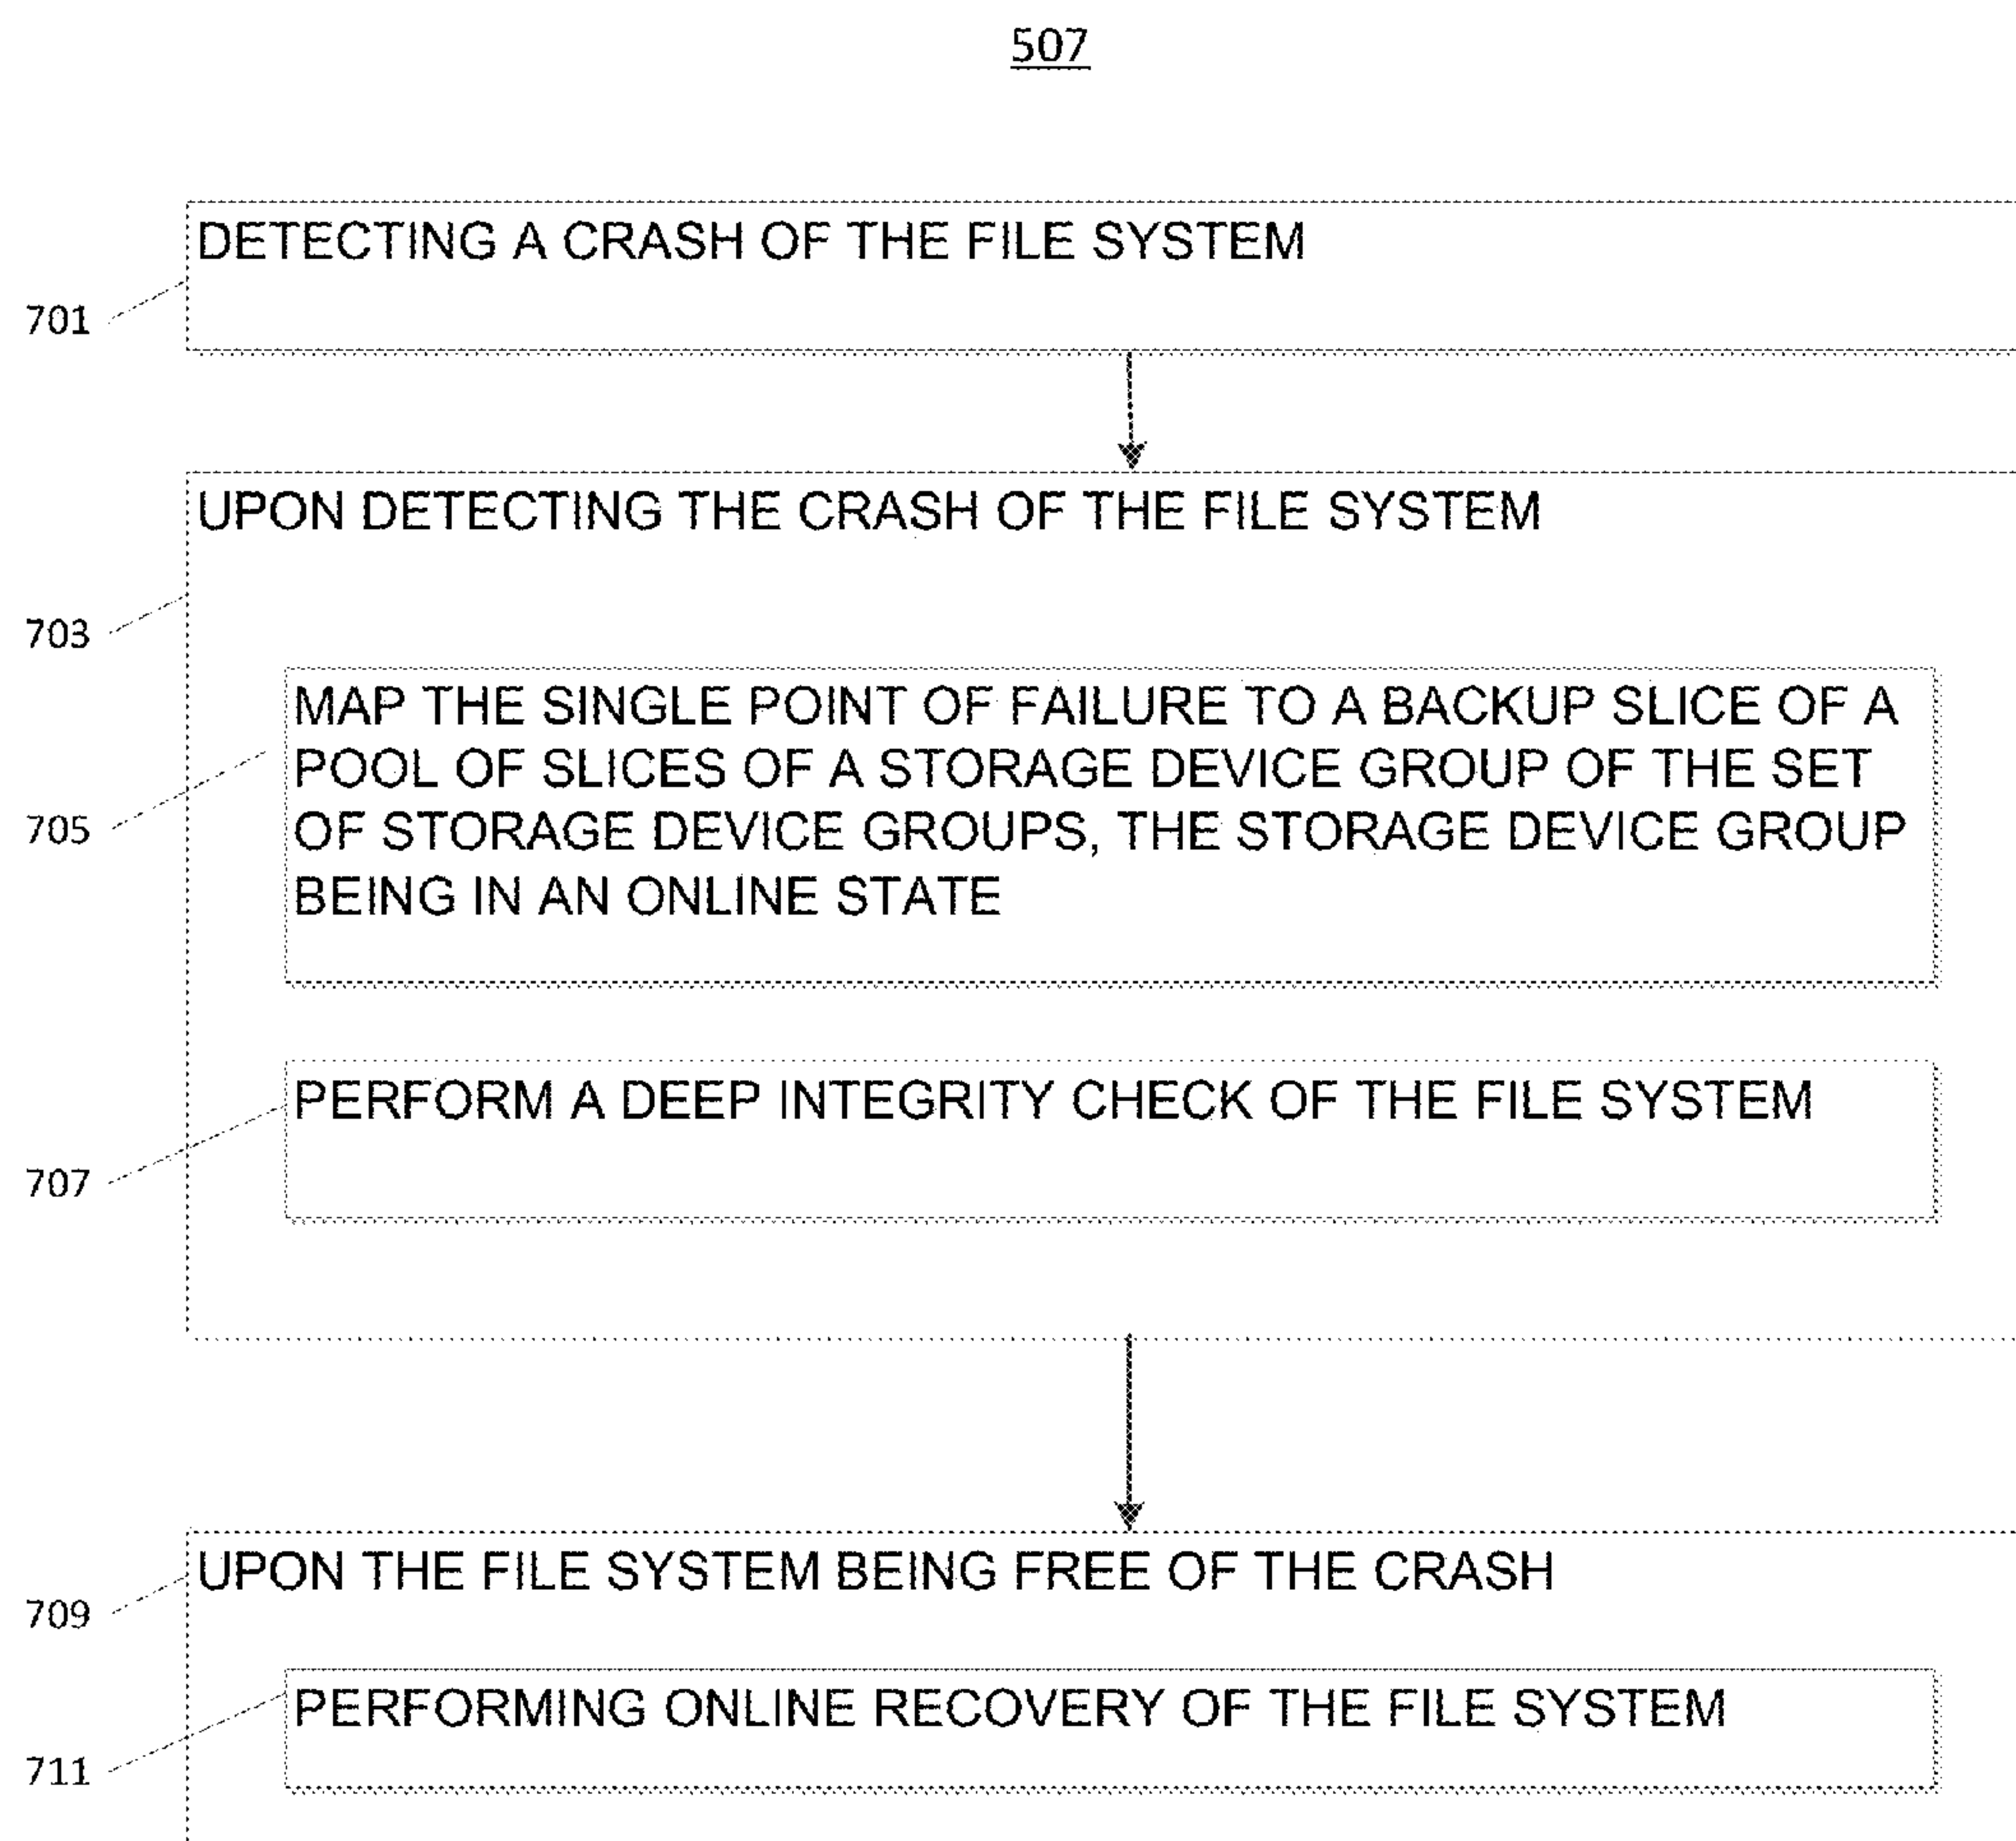 507
DETECTING A CRASH OF THE FILE SYSTEM
701
UPON DETECTING THE CRASH OF THE FILE SYSTEM
703
MAP THE SINGLE POINT OF FAILURE TO A BACKUP SLICE OF A
POOL OF SLICES OF A STORAGE DEVICE GROUP OF THE SET
OF STORAGE DEVICE GROUPS, THE STORAGE DEVICE GROUP
BEING IN AN ONLINE STATE
705
PERFORM A DEEP INTEGRITY CHECK OF THE FILE SYSTEM
707
UPON THE FILE SYSTEM BEING FREE OF THE CRASH
709
PERFORMING ONLINE RECOVERY OF THE FILE SYSTEM
711